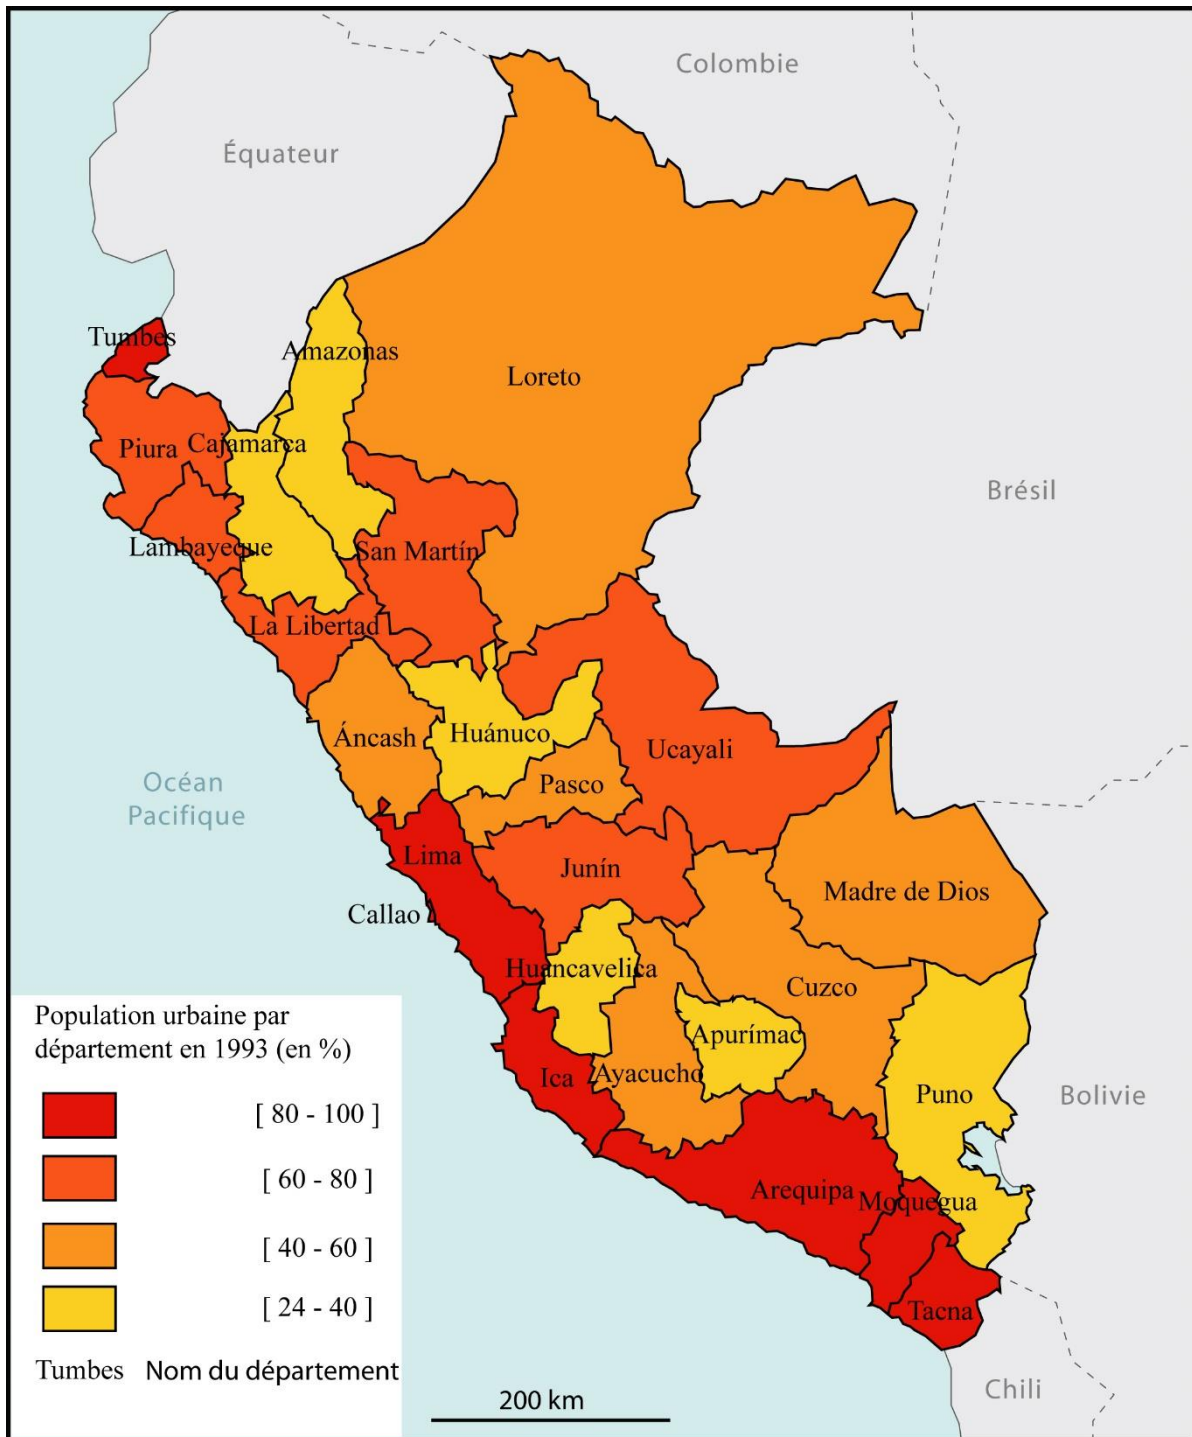 Colombie
Équateur
Tumbes
Amazonas
Loreto
Piura
Cajamarca
Brésil
Lambayeque
San Martín
La Libertad
Áncash
Huánuco
Ucayali
Océan
Pacifique
Pasco
Lima
Junín
Madre de Dios
Callao
Huancavelica
Cuzco
Apurímac
Ica
Ayacucho
Puno
Bolivie
Arequipa
Moquegua
Tacna
Chili
Population urbaine par
département en 1993 (en %)
[ 80 - 100 ]
[ 60 - 80 ]
[ 40 - 60 ]
[ 24 - 40 ]
Tumbes Nom du département
200 km